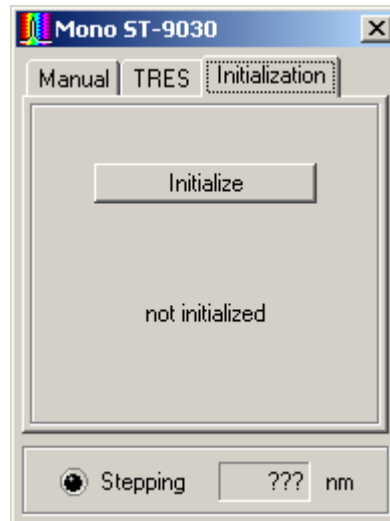 Mono ST-9030
Manual TRES Initialization
Initialize
not initialized
Stepping ??? nm